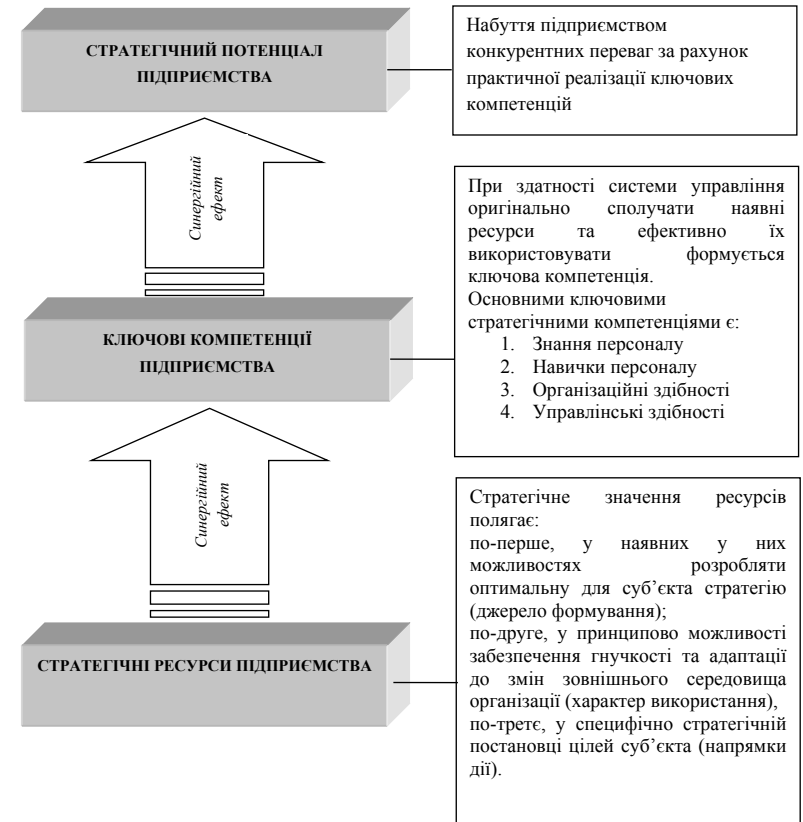 СТРАТЕГІЧНИЙ ПОТЕНЦІАЛ
ПІДПРИЄМСТВА
Набуття підприємством
конкурентних переваг за рахунок
практичної реалізації ключових
компетенцій
Синергійний
ефект
КЛЮЧОВІ КОМПЕТЕНЦІЇ
ПІДПРИЄМСТВА
При здатності системи управління
оригінально сполучати наявні
ресурси та ефективно їх
використовувати формується
ключова компетенція.
Основними ключовими
стратегічними компетенціями є:
1. Знання персоналу
2. Навички персоналу
3. Організаційні здібності
4. Управлінські здібності
Синергійний
ефект
СТРАТЕГІЧНІ РЕСУРСИ ПІДПРИЄМСТВА
Стратегічне значення ресурсів
полягає:
по-перше, у наявних у них
можливостях розробляти
оптимальну для суб’єкта стратегію
(джерело формування);
по-друге, у принципово можливості
забезпечення гнучкості та адаптації
до змін зовнішнього середовища
організації (характер використання),
по-третє, у специфічно стратегічній
постановці цілей суб’єкта (напрямки
дії).